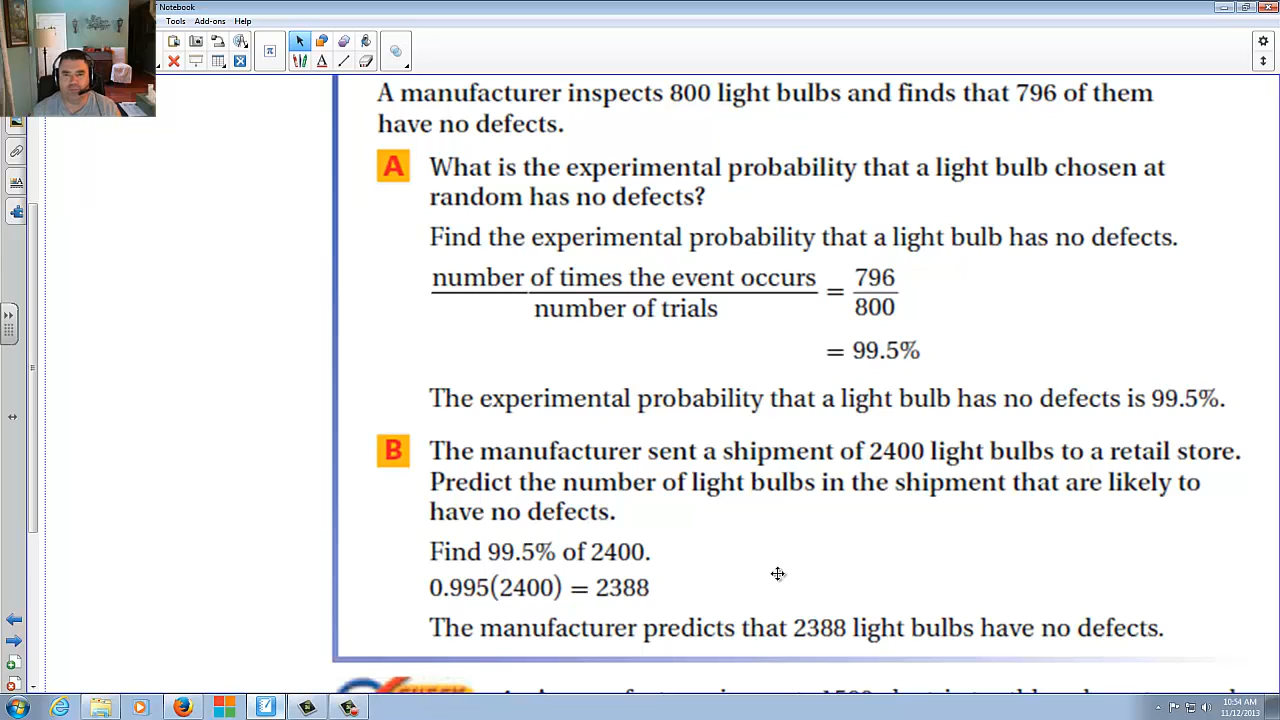 Notebook
Tools Add-ons Help
A manufacturer inspects 800 light bulbs and finds that 796 of them
have no defects.
A What is the experimental probability that a light bulb chosen at
random has no defects?
Find the experimental probability that a light bulb has no defects.
number of times the event occurs = 796
number of trials 800
= 99.5%
The experimental probability that a light bulb has no defects is 99.5%.
B The manufacturer sent a shipment of 2400 light bulbs to a retail store.
Predict the number of light bulbs in the shipment that are likely to
have no defects.
Find 99.5% of 2400.
0.995(2400) = 2388
The manufacturer predicts that 2388 light bulbs have no defects.
10:54 AM
11/12/2013